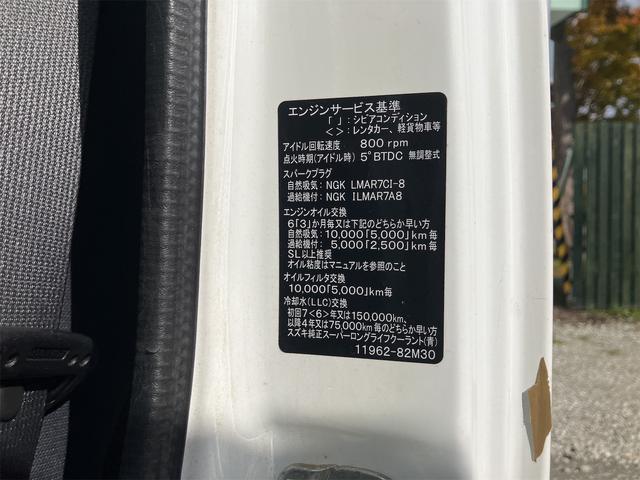 エンジンサービス基準
「 」:シビアコンディション
< >:レンタカー、軽貨物車等
アイドル回転速度 800 rpm
点火時期(アイドル時) 5°BTDC 無調整式
スパークプラグ
自然吸気:NGK LMAR7CI-8
過給機付:NGK ILMAR7A8
エンジンオイル交換
6「3」か月毎又は下記のどちらか早い方
自然吸気:10,000「5,000」km毎
過給機付:5,000「2,500」km毎
SL以上推奨
オイル粘度はマニュアルを参照のこと
オイルフィルタ交換
10,000「5,000」km毎
冷却水(LLC)交換
初回7<6>年又は150,000km、
以降4年又は75,000km毎のどちらか早い方
スズキ純正スーパーロングライフクーラント(青)
11962-82M30